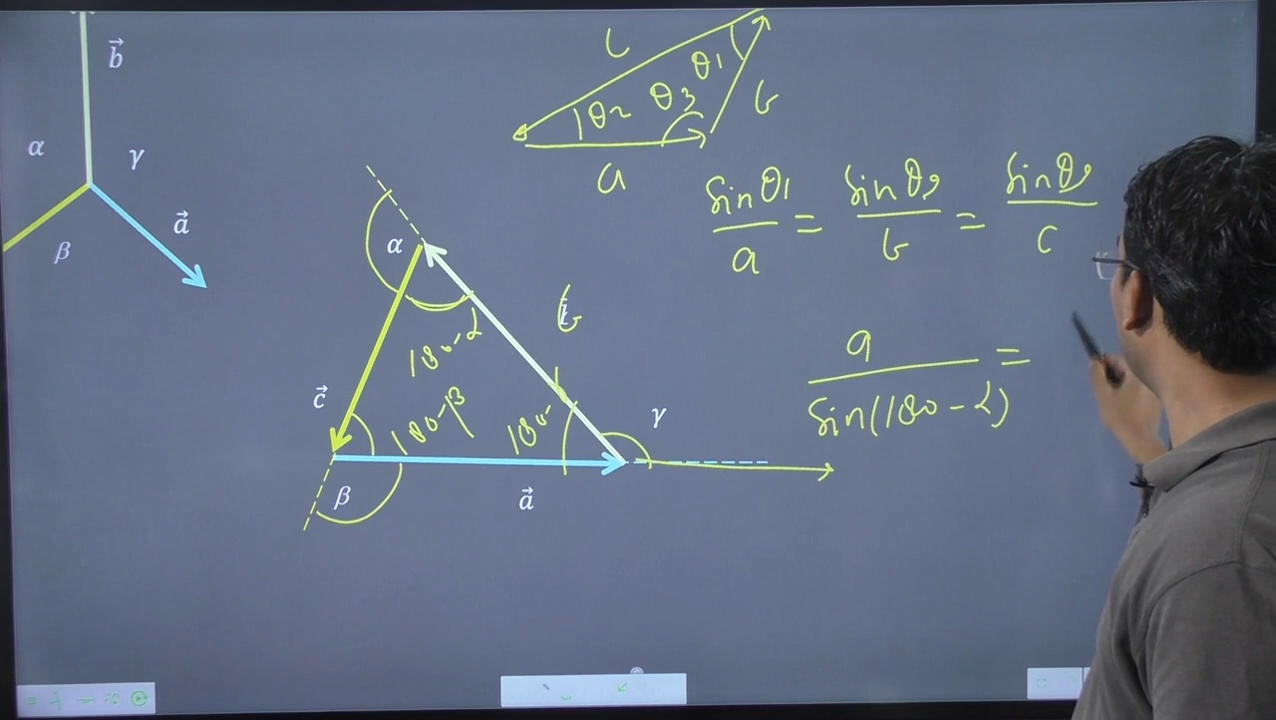 b⃗
α γ
a⃗
β
c
θ1
θ2 θ3
b
a
sinθ1/a = sinθ2/b = sinθ3/c
α
180-α
b
c⃗
180-β 180-
γ
β
a⃗
a/sin(180-α) =